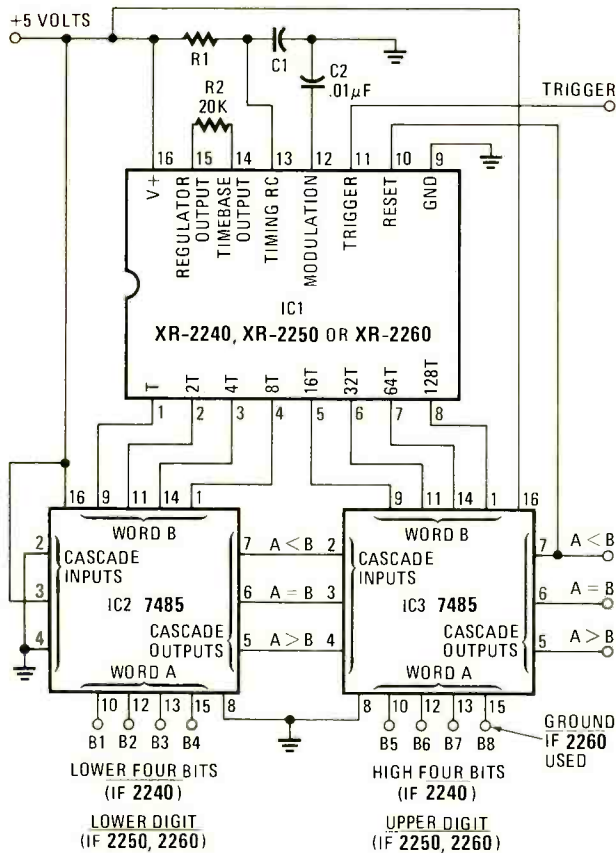 +5 VOLTS
R1
C1
C2
.01µF
R2
20K
TRIGGER
16 15 14 13 12 11 10 9
V+
REGULATOR
OUTPUT
TIMEBASE
OUTPUT
TIMING RC
MODULATION
TRIGGER
RESET
GND
IC1
XR-2240, XR-2250 OR XR-2260
T 2T 4T 8T 16T 32T 64T 128T
1 2 3 4 5 6 7 8
16 9 11 14 1
WORD B
2
3
4
CASCADE
INPUTS
IC2 7485
CASCADE
OUTPUTS
WORD A
7 A<B 2
6 A=B 3
5 A>B 4
10 12 13 15 8
B1 B2 B3 B4
LOWER FOUR BITS
(IF 2240)
LOWER DIGIT
(IF 2250, 2260)
9 11 14 1 16
WORD B
CASCADE
INPUTS
IC3 7485
CASCADE
OUTPUTS
WORD A
7 A<B
6 A=B
5 A>B
8 10 12 13 15
B5 B6 B7 B8
GROUND
IF 2260
USED
HIGH FOUR BITS
(IF 2240)
UPPER DIGIT
(IF 2250, 2260)